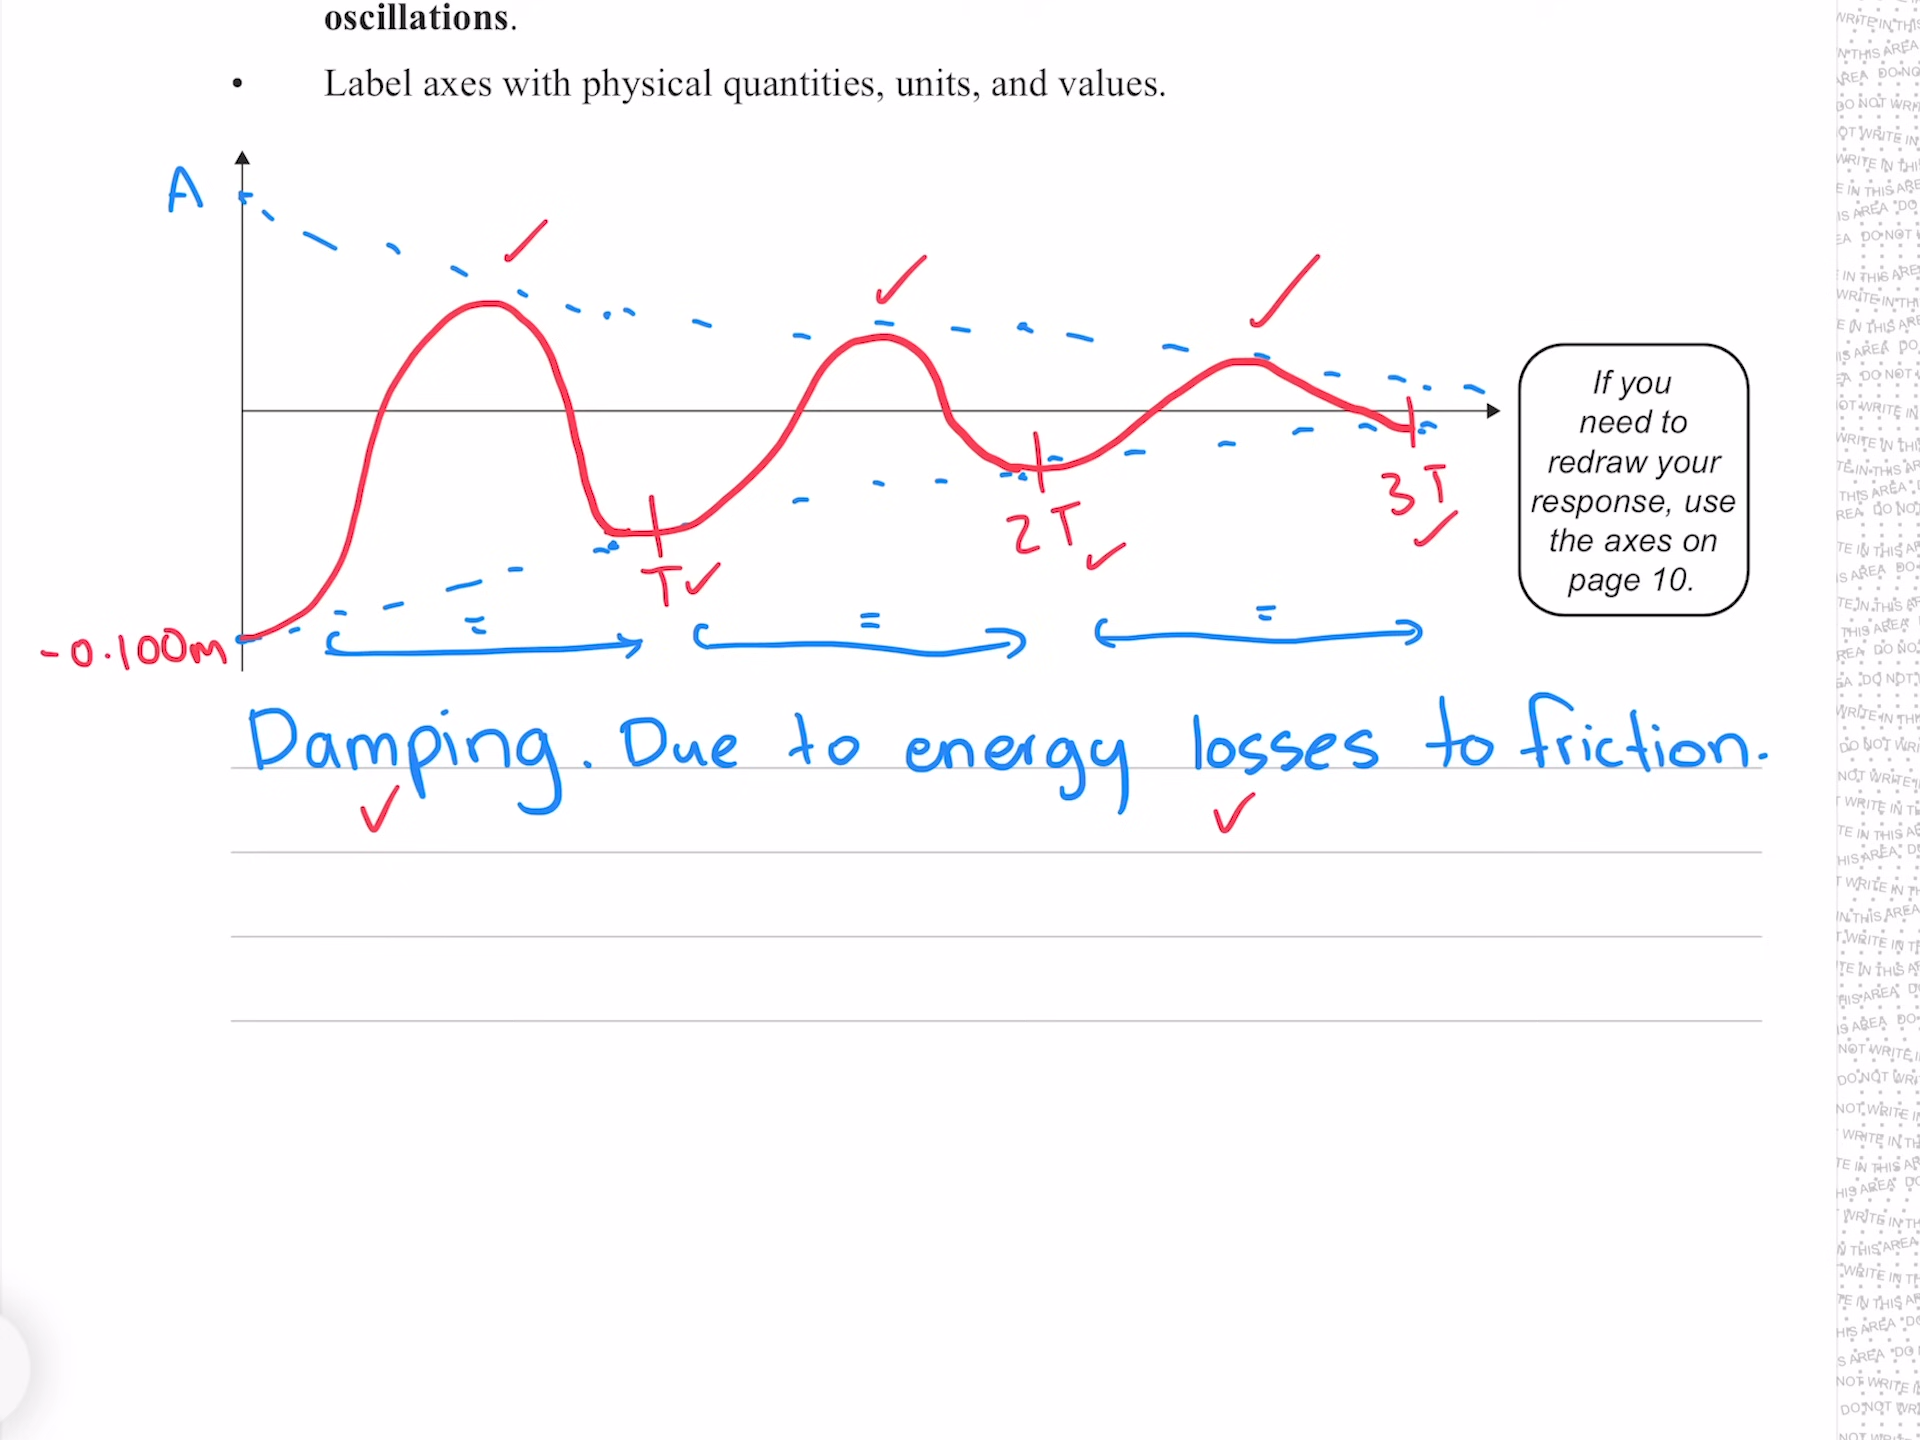 oscillations.
• Label axes with physical quantities, units, and values.
A
If you
need to
redraw your
response, use
the axes on
page 10.
T
2T
3T
-0.100m
=
=
=
Damping. Due to energy losses to friction.